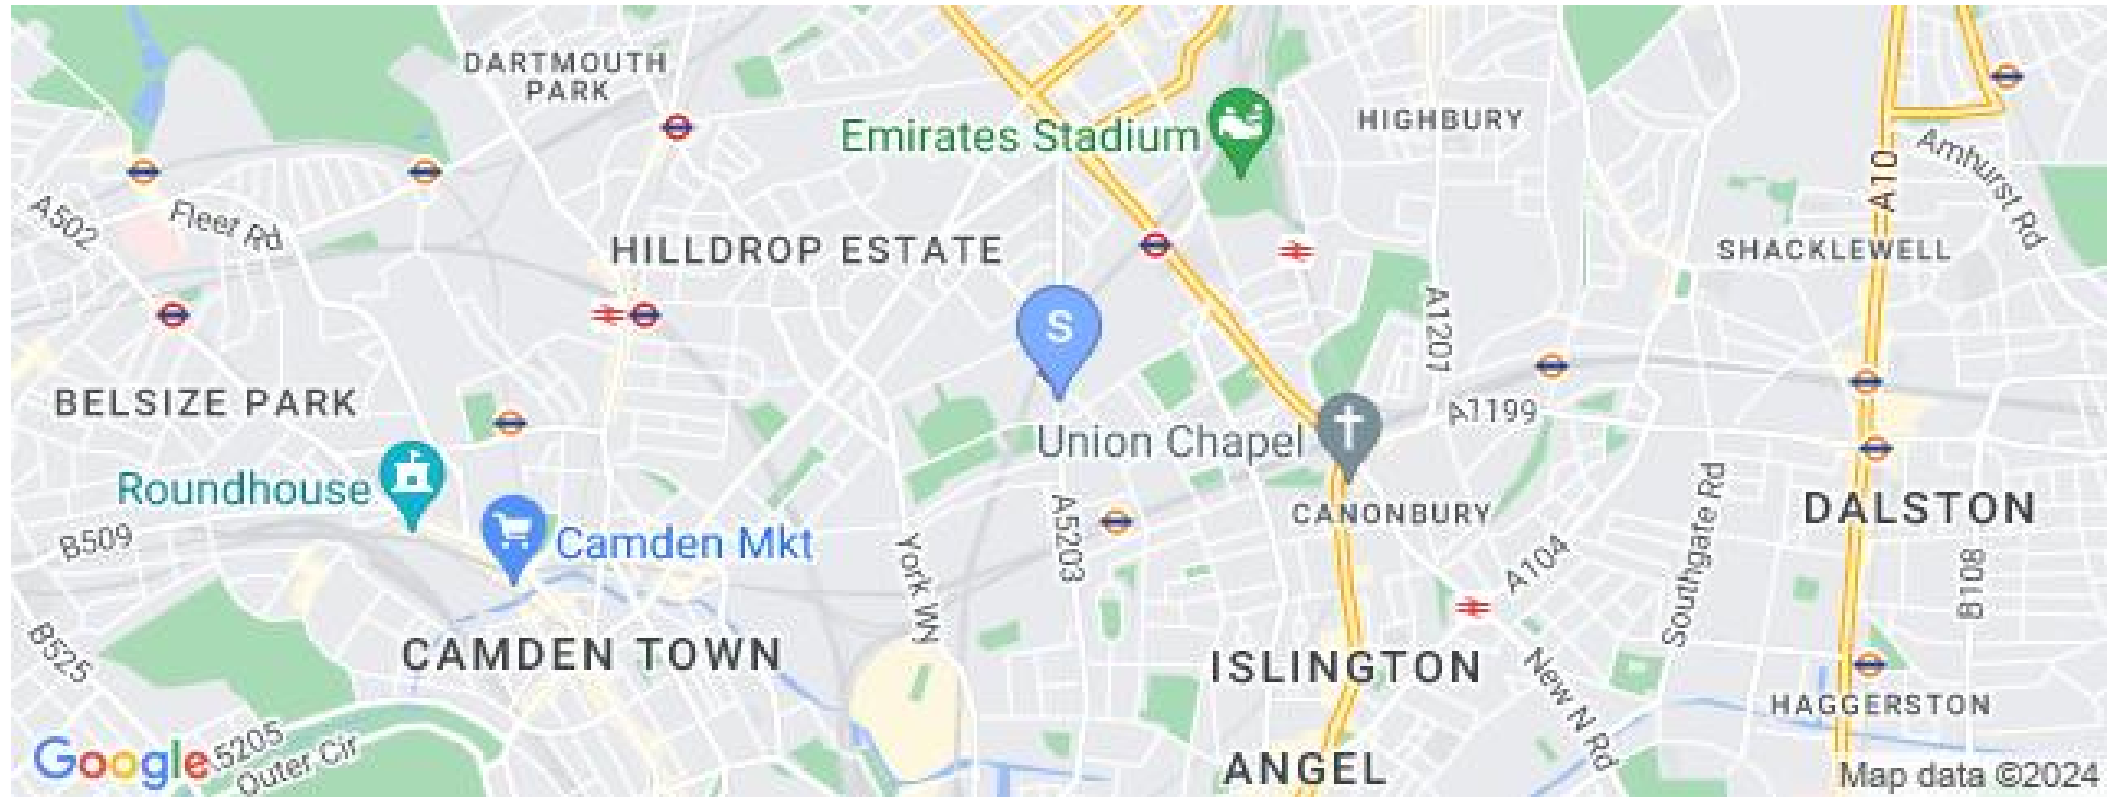 DARTMOUTH
PARK
Emirates Stadium
HIGHBURY
A10
Amhurst Rd
A502
Fleet Rd
HILLDROP ESTATE
SHACKLEWELL
S
A1201
BELSIZE PARK
A1199
Union Chapel
Roundhouse
CANONBURY
DALSTON
B509
Camden Mkt
York Wy
A5203
A104
Southgate Rd
B108
B525
CAMDEN TOWN
ISLINGTON
New N Rd
HAGGERSTON
Google
5205
Outer Cir
ANGEL
Map data ©2024